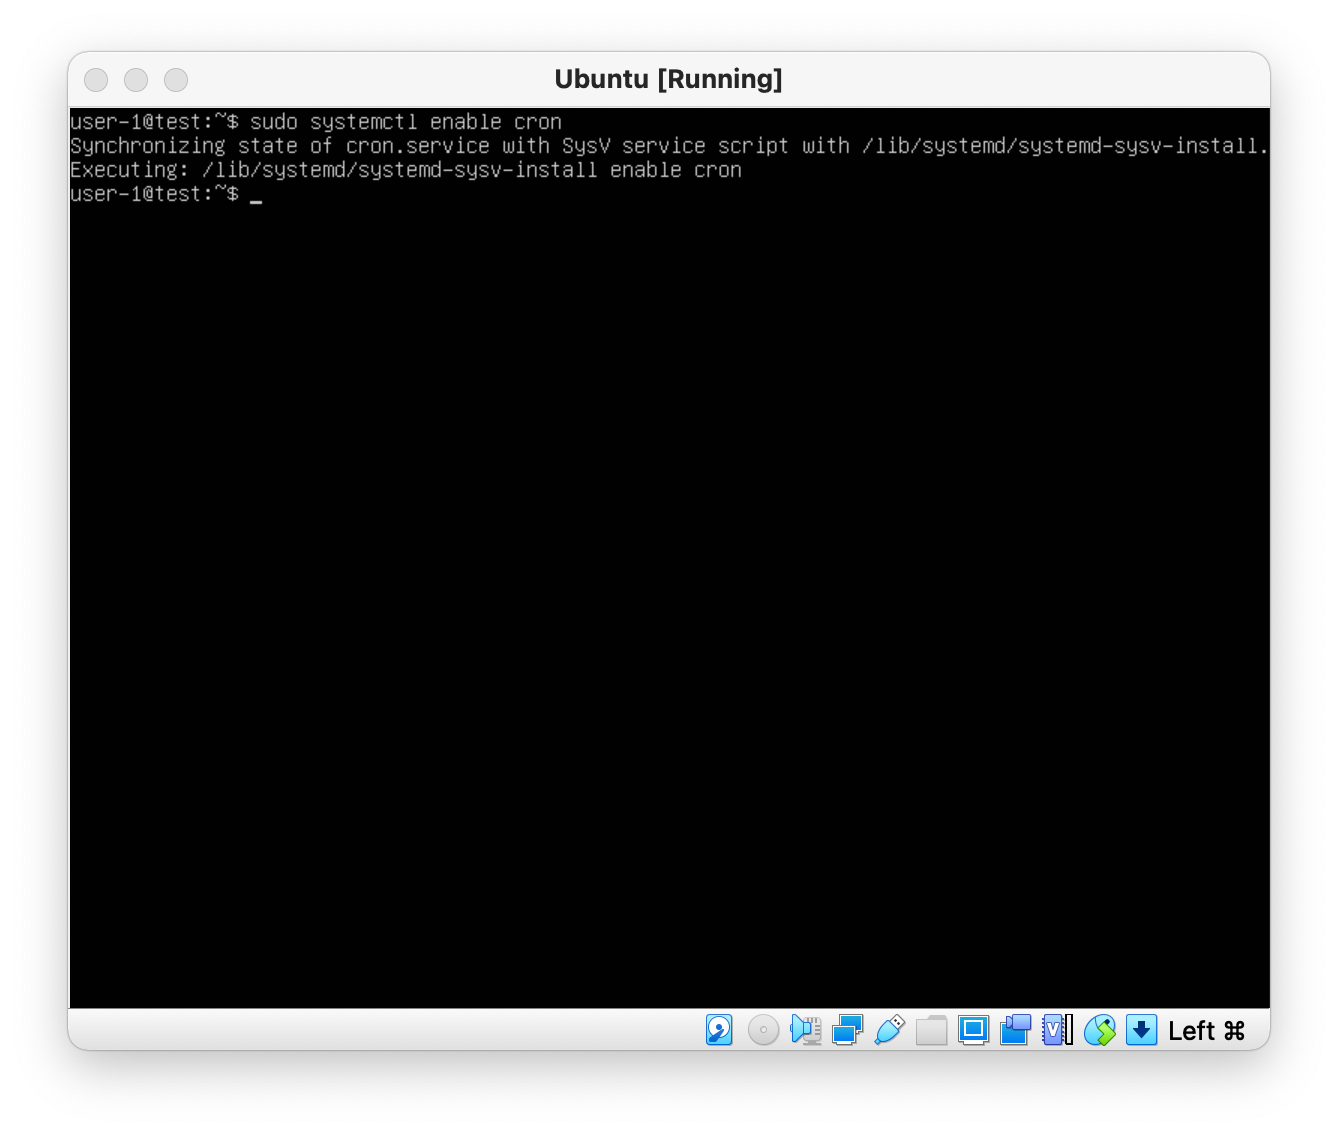 Ubuntu [Running]
user-1@test:~$ sudo systemctl enable cron
Synchronizing state of cron.service with SysV service script with /lib/systemd/systemd-sysv-install.
Executing: /lib/systemd/systemd-sysv-install enable cron
user-1@test:~$ _
V
Left ⌘